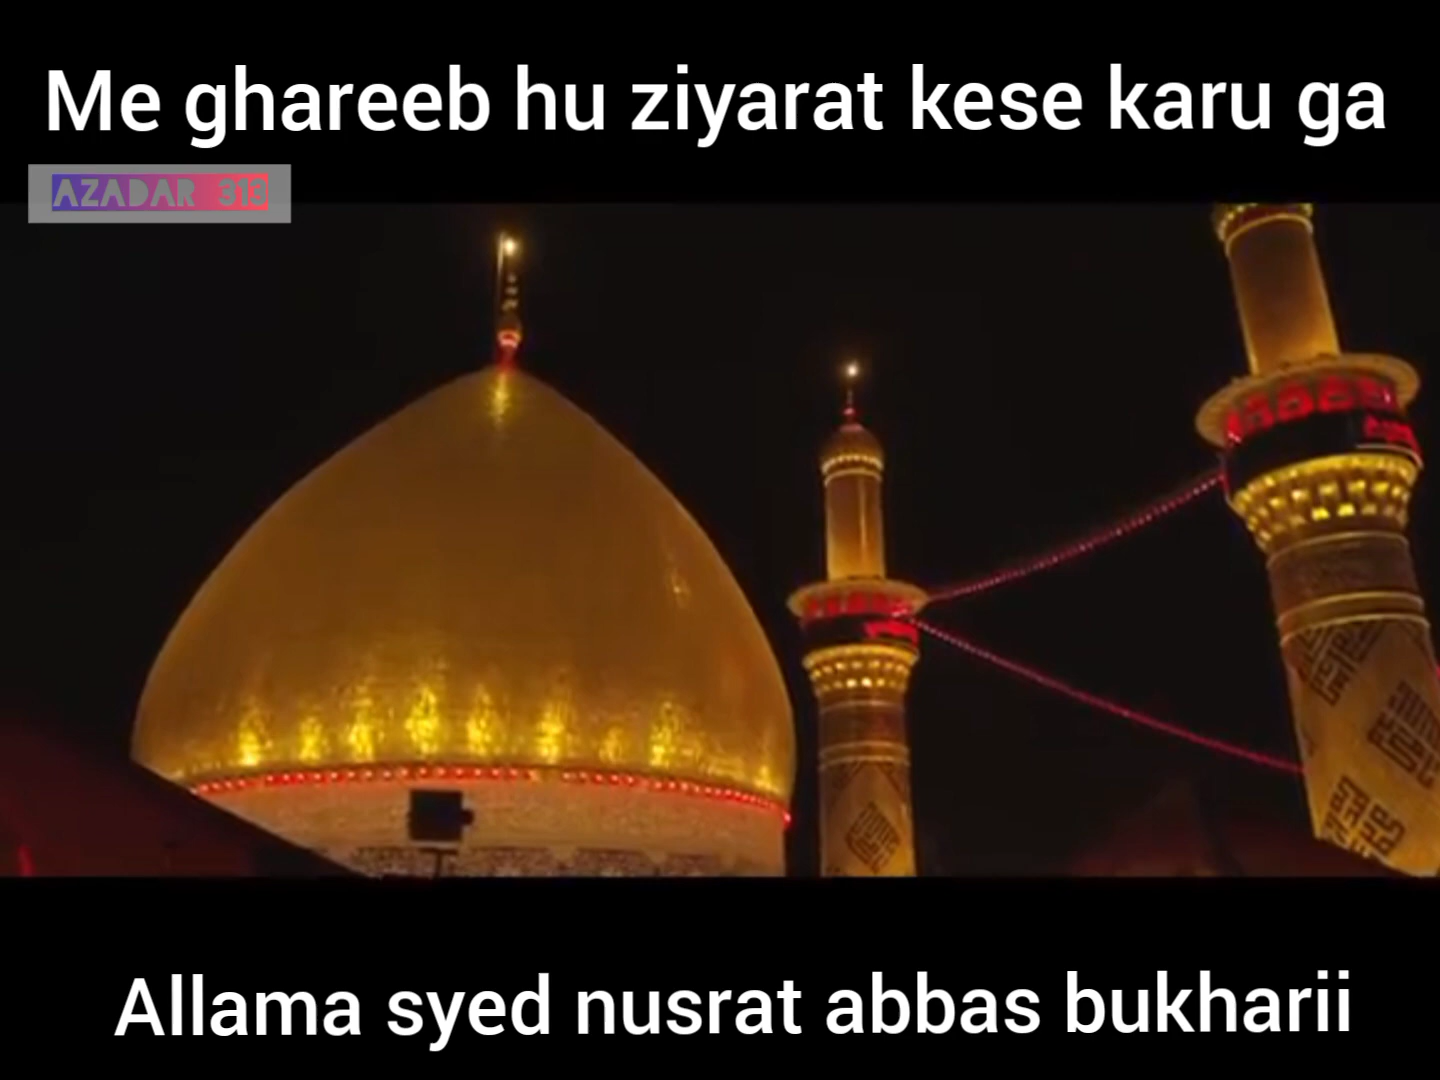 Me ghareeb hu ziyarat kese karu ga
AZADAR 313
Allama syed nusrat abbas bukharii